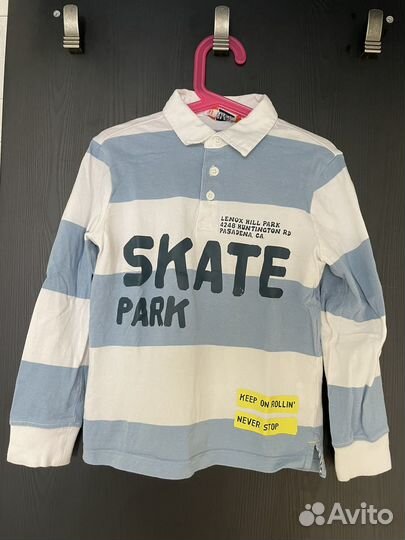 LENOX HILL PARK
4248 HUNTINGTON RD
PASADENA CA
SKATE
PARK
KEEP ON ROLLIN'
NEVER STOP
Avito